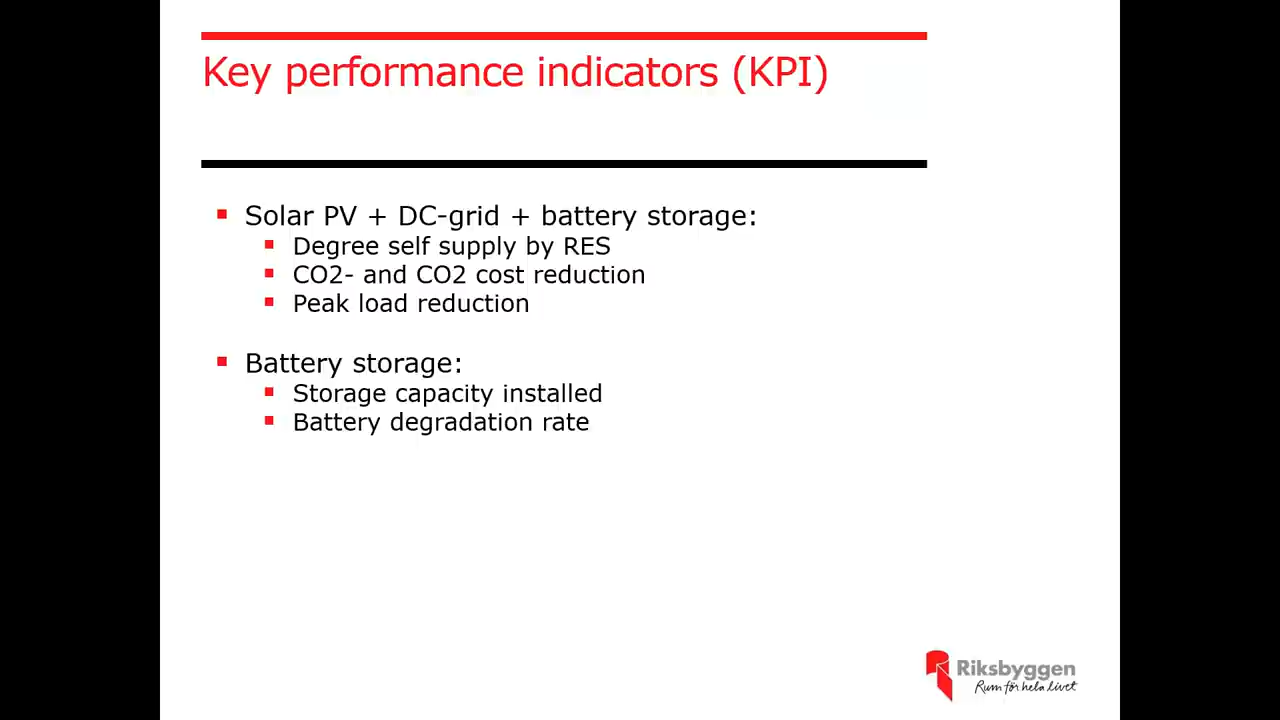 Key performance indicators (KPI)
Solar PV + DC-grid + battery storage:
Degree self supply by RES
CO2- and CO2 cost reduction
Peak load reduction
Battery storage:
Storage capacity installed
Battery degradation rate
Riksbyggen
Rum för hela livet